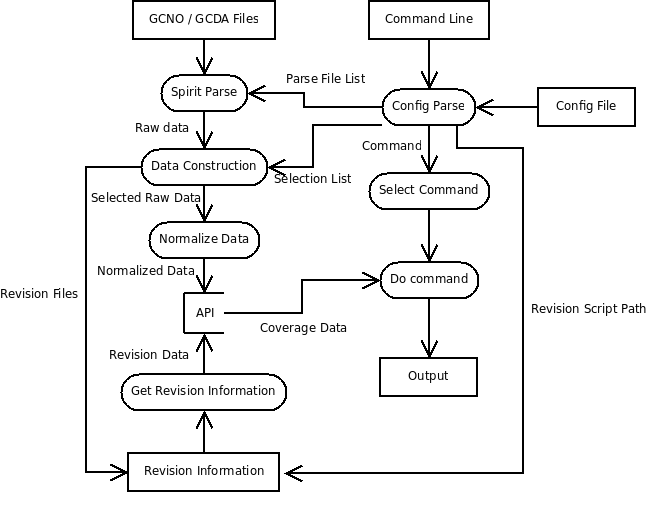 GCNO / GCDA Files
Command Line
Spirit Parse
Parse File List
Config Parse
Config File
Raw data
Command
Data Construction
Selection List
Select Command
Selected Raw Data
Normalize Data
Normalized Data
Do command
Revision Files
API
Coverage Data
Revision Script Path
Revision Data
Output
Get Revision Information
Revision Information